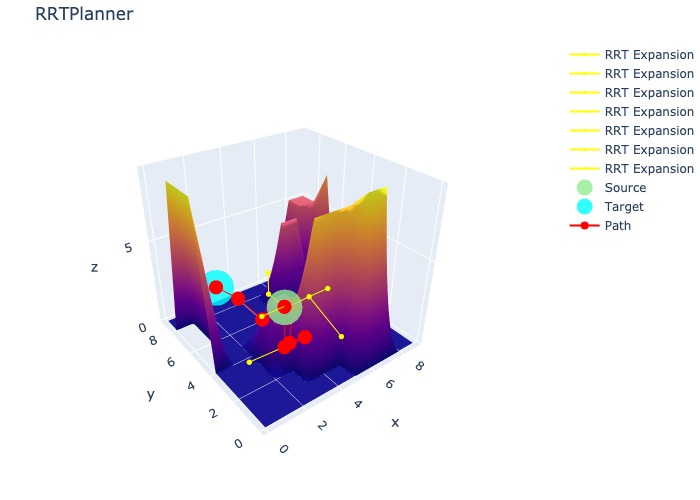 RRTPlanner
RRT Expansion
RRT Expansion
RRT Expansion
RRT Expansion
RRT Expansion
RRT Expansion
RRT Expansion
Source
Target
Path
z
5
0
8
6
4
2
0
y
0
2
4
6
8
x